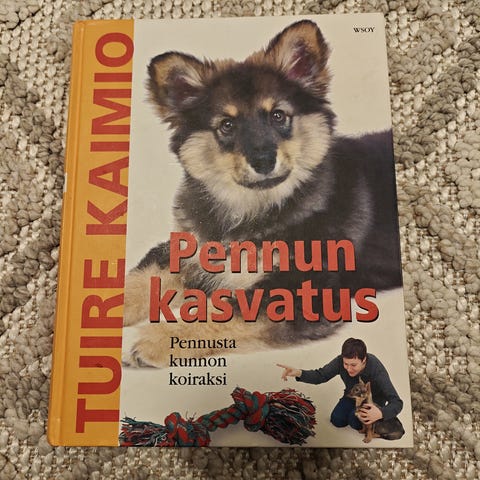 WSOY
TUIRE KAIMIO
Pennun
kasvatus
Pennusta
kunnon
koiraksi